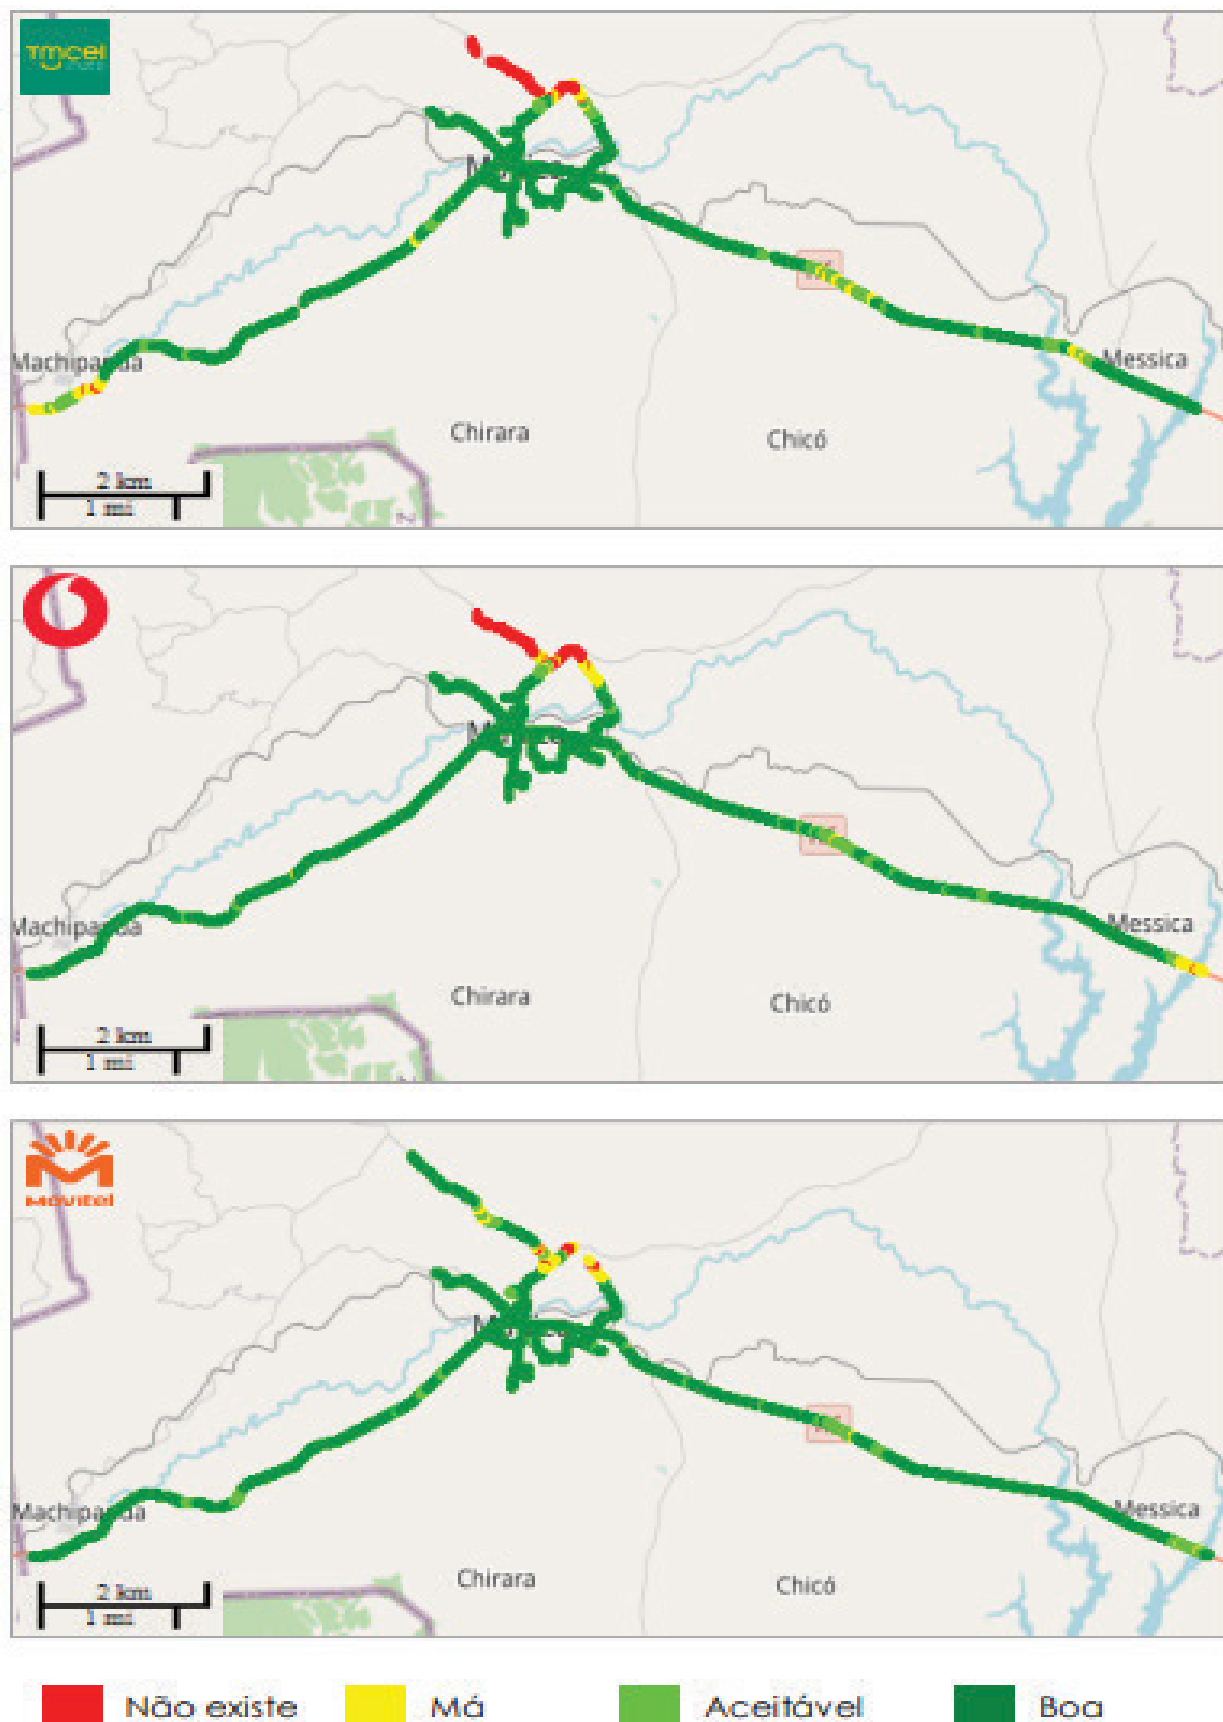 Tmcel
Machipanda
Messica
Chirara
Chicó
2 km
1 mi
Machipanda
Messica
Chirara
Chicó
2 km
1 mi
Movitel
Machipanda
Messica
Chirara
Chicó
2 km
1 mi
Não existe
Má
Aceitável
Boa